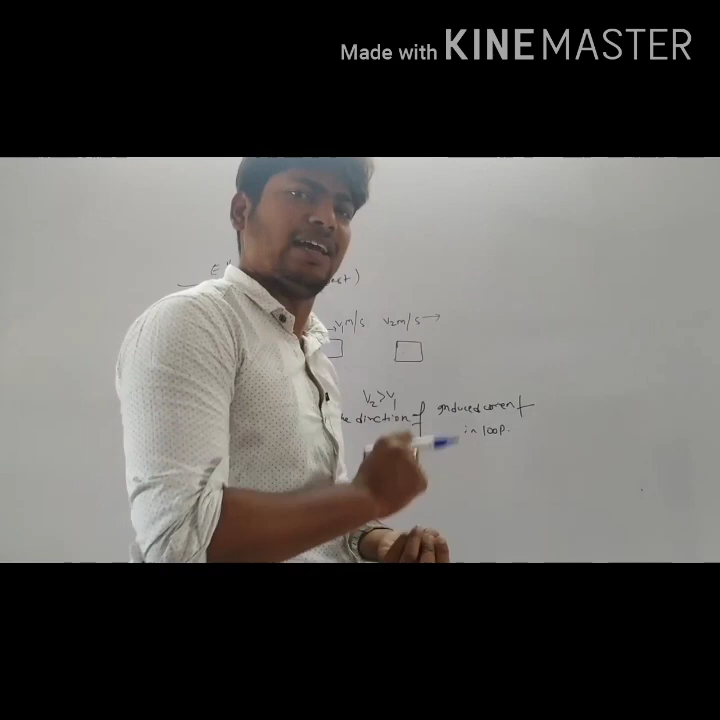 Made with KINEMASTER
v₁m/s v₂m/s →
v₂>v₁
direction of induced current
in loop.